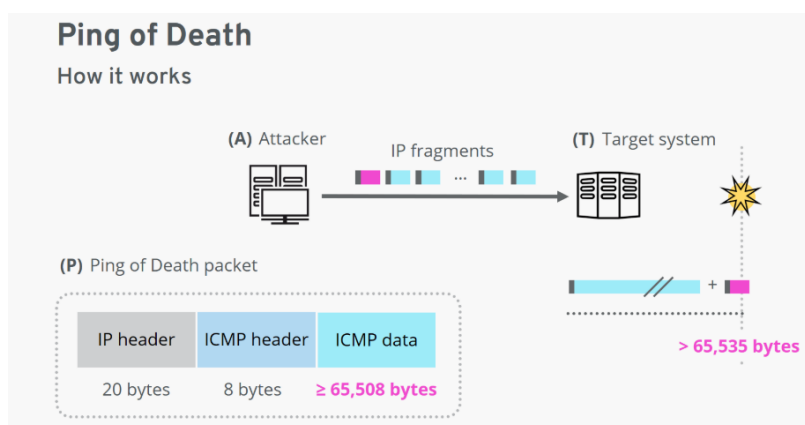 Ping of Death
How it works
(A) Attacker
IP fragments
(T) Target system
...
(P) Ping of Death packet
+
IP header
ICMP header
ICMP data
> 65,535 bytes
20 bytes
8 bytes
≥ 65,508 bytes